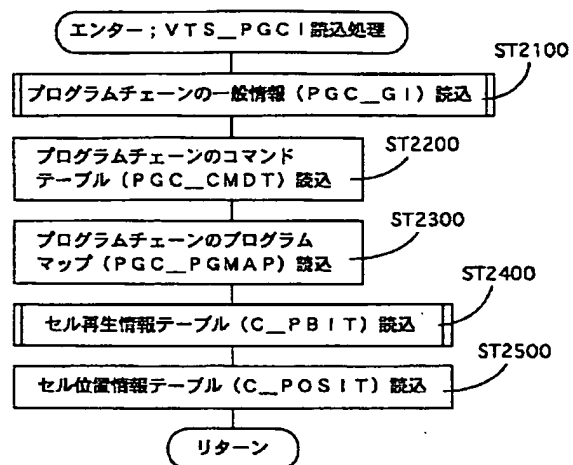 エンター；ＶＴＳ＿ＰＧＣＩ読込処理
ST2100
プログラムチェーンの一般情報（ＰＧＣ＿ＧＩ）読込
ST2200
プログラムチェーンのコマンド
テーブル（ＰＧＣ＿ＣＭＤＴ）読込
ST2300
プログラムチェーンのプログラム
マップ（ＰＧＣ＿ＰＧＭＡＰ）読込
ST2400
セル再生情報テーブル（Ｃ＿ＰＢＩＴ）読込
ST2500
セル位置情報テーブル（Ｃ＿ＰＯＳＩＴ）読込
リターン